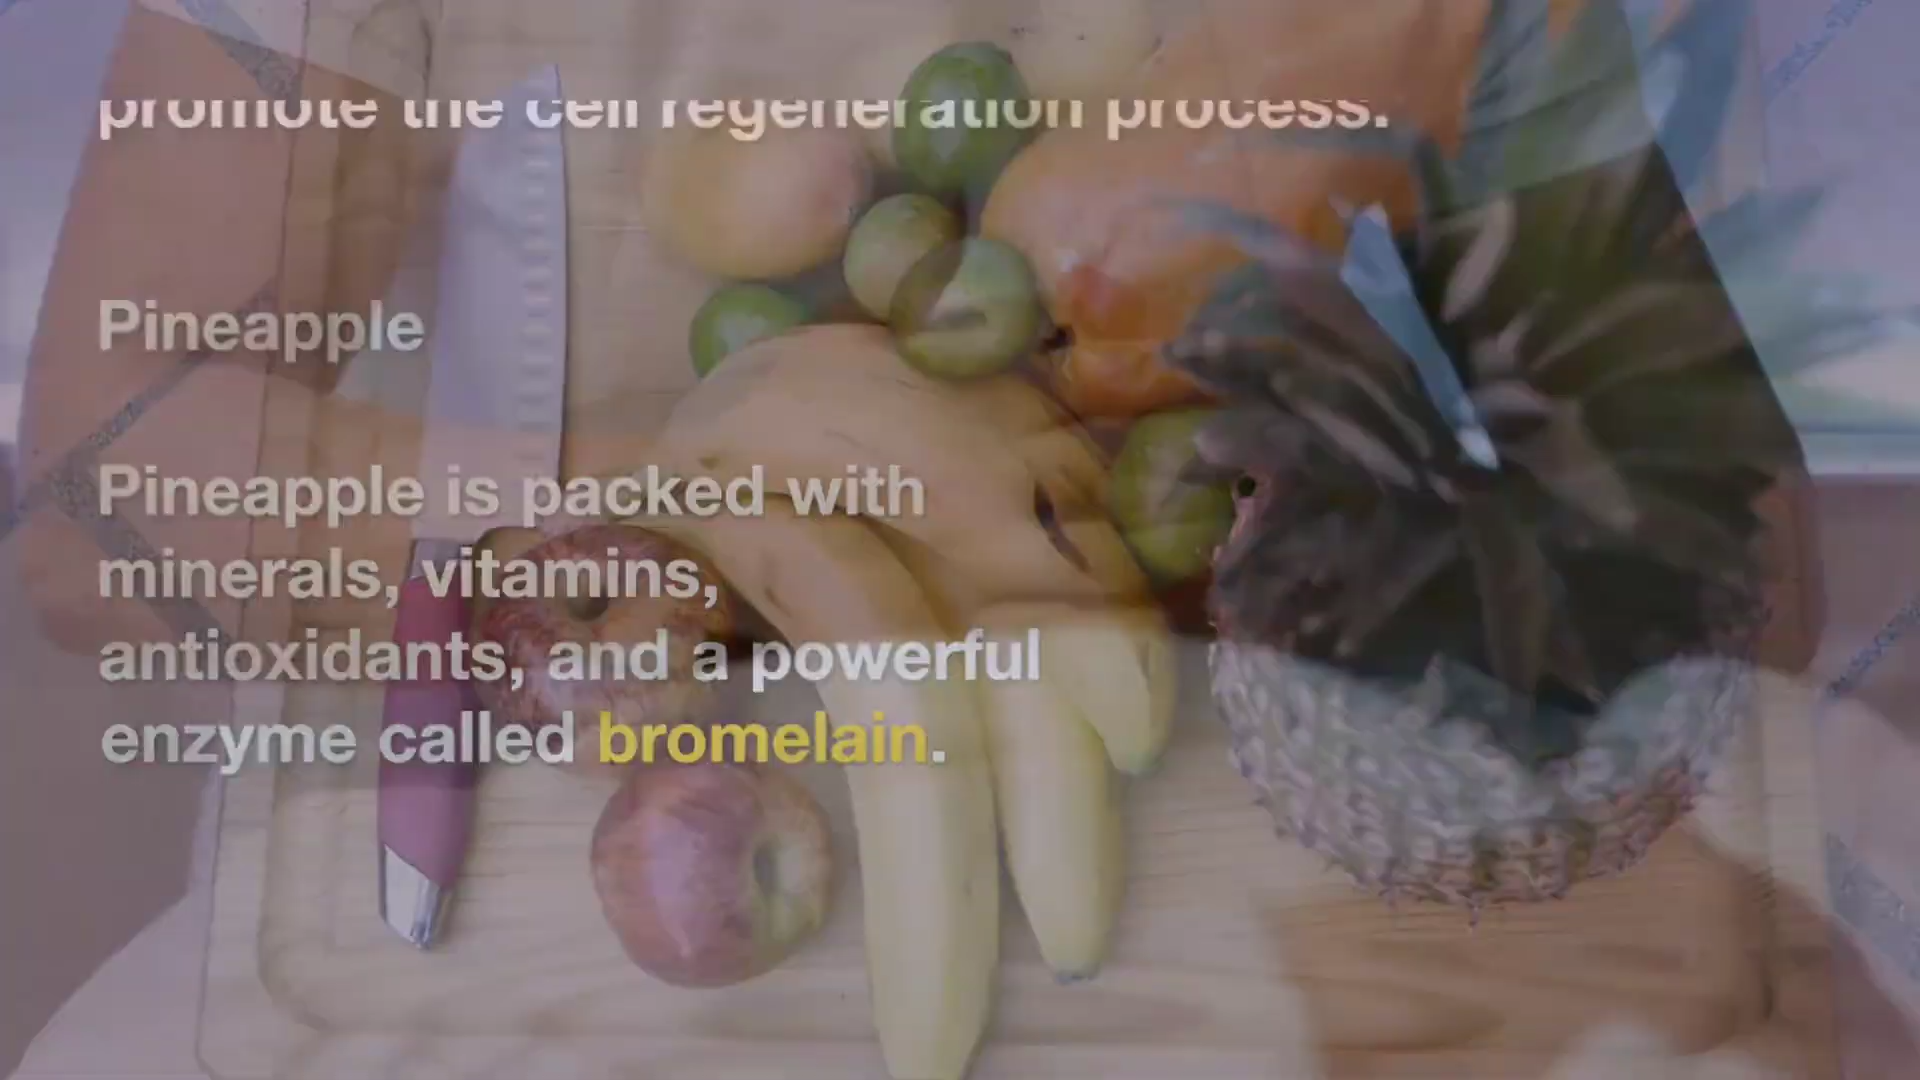 promote the cell regeneration process.
Pineapple
Pineapple is packed with
minerals, vitamins,
antioxidants, and a powerful
enzyme called bromelain.